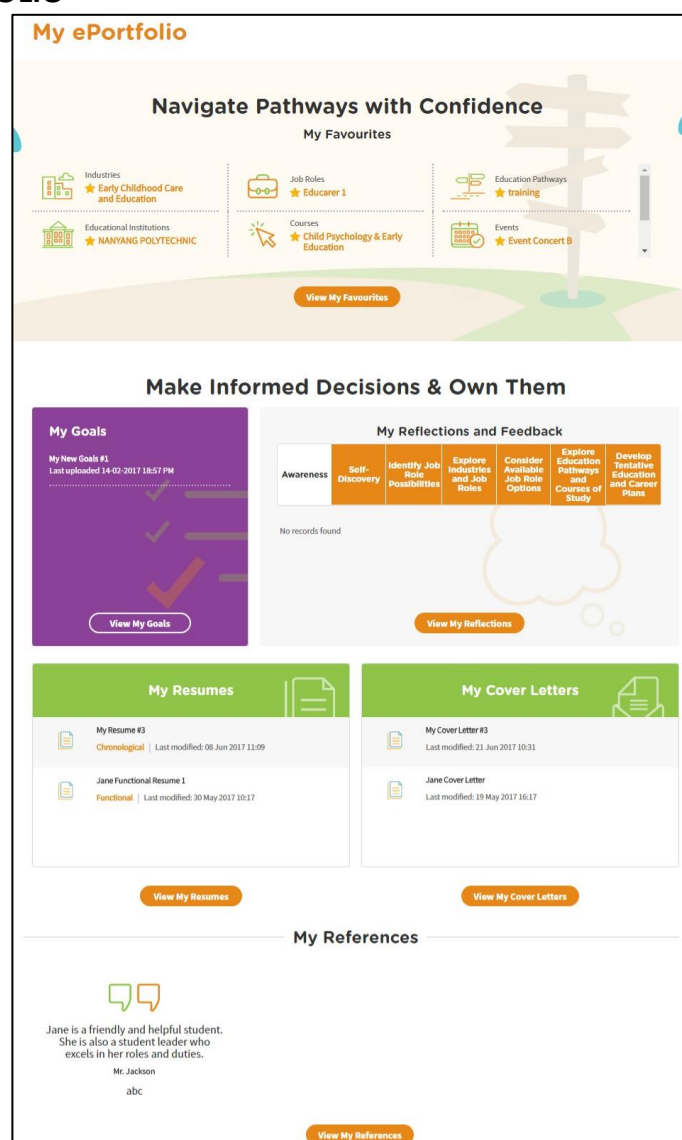 My ePortfolio
Navigate Pathways with Confidence
My Favourites
Industries
Early Childhood Care
and Education
Job Roles
Educarer 1
Education Pathways
training
Educational Institutions
NANYANG POLYTECHNIC
Courses
Child Psychology & Early
Education
Events
Event Concert B
View My Favourites
Make Informed Decisions & Own Them
My Goals
My New Goals #1
Last uploaded 14-02-2017 18:57 PM
View My Goals
My Reflections and Feedback
Awareness
Self-
Discovery
Identify Job
Role
Possibilities
Explore
Industries
and Job
Roles
Consider
Available
Job Role
Options
Explore
Education
Pathways
and
Courses of
Study
Develop
Tentative
Education
and Career
Plans
No records found
View My Reflections
My Resumes
My Resume #3
Chronological | Last modified: 08 Jun 2017 11:09
Jane Functional Resume 1
Functional | Last modified: 30 May 2017 10:17
View My Resumes
My Cover Letters
My Cover Letter #3
Last modified: 21 Jun 2017 10:31
Jane Cover Letter
Last modified: 19 May 2017 16:17
View My Cover Letters
My References
Jane is a friendly and helpful student.
She is also a student leader who
excels in her roles and duties.
Mr. Jackson
abc
View My References